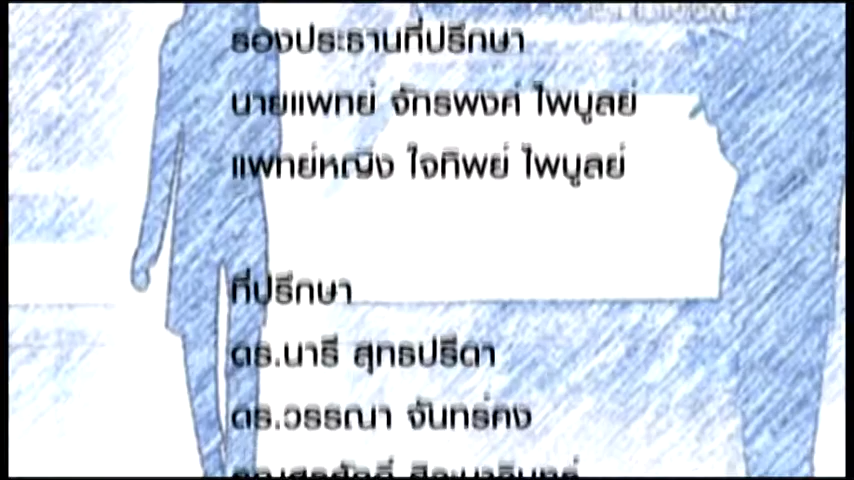 รองประธานที่ปรึกษา
นายแพทย์ จักรพงศ์ ไพบูลย์
แพทย์หญิง ใจทิพย์ ไพบูลย์
ที่ปรึกษา
ดร.นารี สุทธปรีดา
ดร.วรรณา จันทร์คง